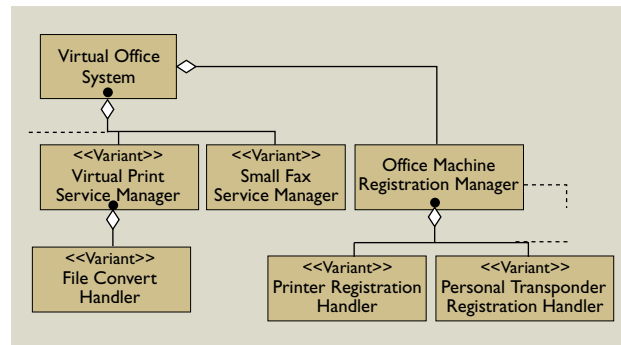 Virtual Office
System
<<Variant>>
Virtual Print
Service Manager
<<Variant>>
Small Fax
Service Manager
Office Machine
Registration Manager
<<Variant>>
File Convert
Handler
<<Variant>>
Printer Registration
Handler
<<Variant>>
Personal Transponder
Registration Handler